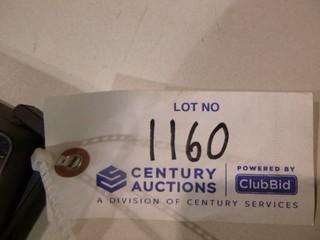 LOT NO
1160
CENTURY AUCTIONS
POWERED BY
ClubBid
A DIVISION OF CENTURY SERVICES